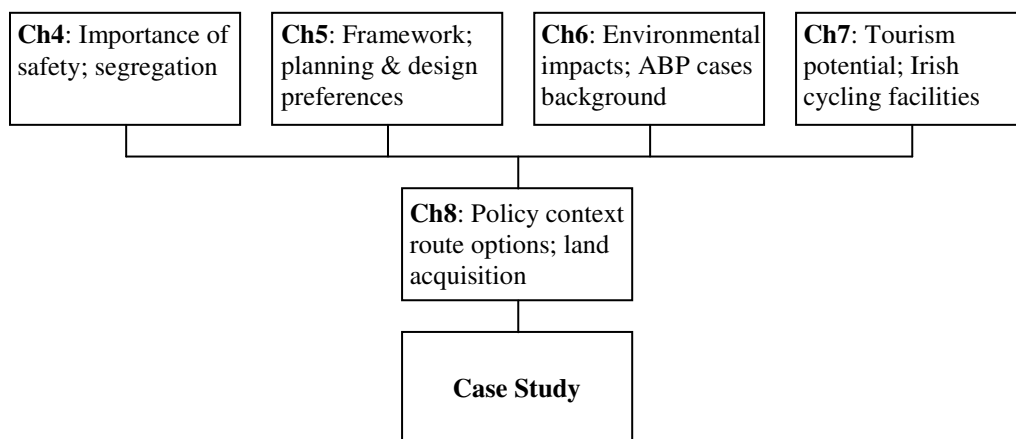 Ch4: Importance of
safety; segregation
Ch5: Framework;
planning & design
preferences
Ch6: Environmental
impacts; ABP cases
background
Ch7: Tourism
potential; Irish
cycling facilities
Ch8: Policy context
route options; land
acquisition
Case Study